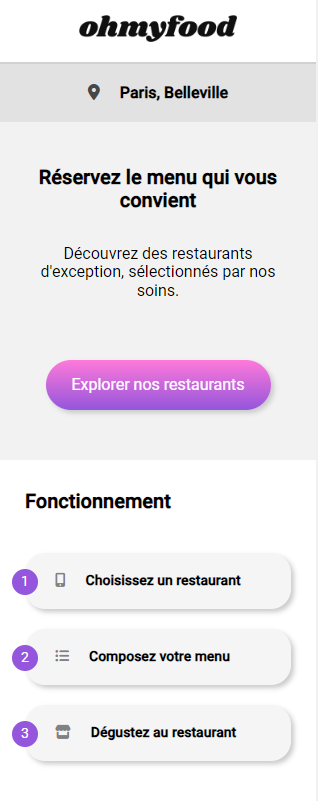 ohmyfood
Paris, Belleville
Réservez le menu qui vous
convient
Découvrez des restaurants
d'exception, sélectionnés par nos
soins.
Explorer nos restaurants
Fonctionnement
1 Choisissez un restaurant
2 Composez votre menu
3 Dégustez au restaurant